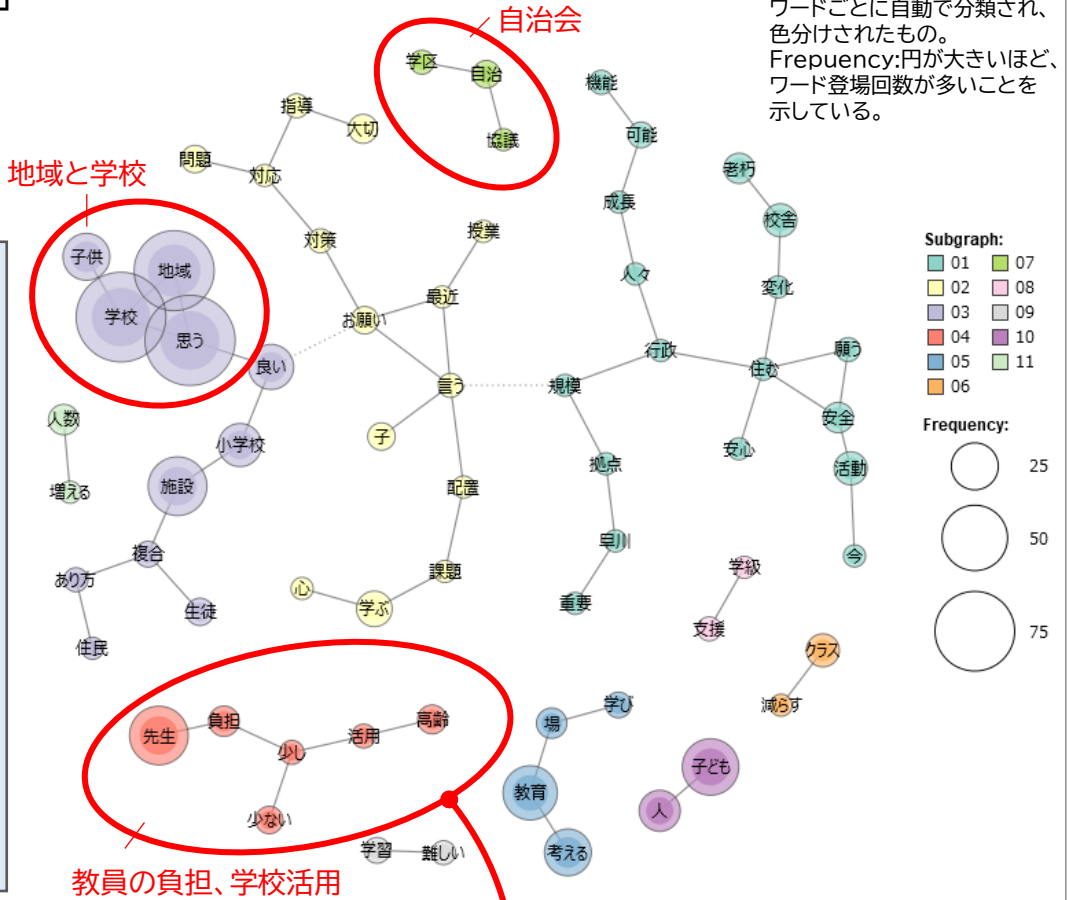 ワードごとに自動で分類され、
色分けされたもの。
Frepuency:円が大きいほど、
ワード登場回数が多いことを
示している。
自治会
学区
自治
協議
機能
可能
成長
人々
行政
老朽
校舎
変化
住む
願う
安全
安心
活動
今
規模
拠点
早川
重要
指導
大切
問題
対応
対策
授業
最近
お願い
言う
子
配置
課題
学ぶ
心
地域と学校
子供
地域
学校
思う
良い
小学校
施設
複合
あり方
生徒
住民
人数
増える
Subgraph:
01
07
02
08
03
09
04
10
05
11
06
Frequency:
25
50
75
学級
支援
クラス
減らす
先生
負担
少し
活用
高齢
少ない
教員の負担、学校活用
学習
難しい
場
学び
教育
考える
子ども
人